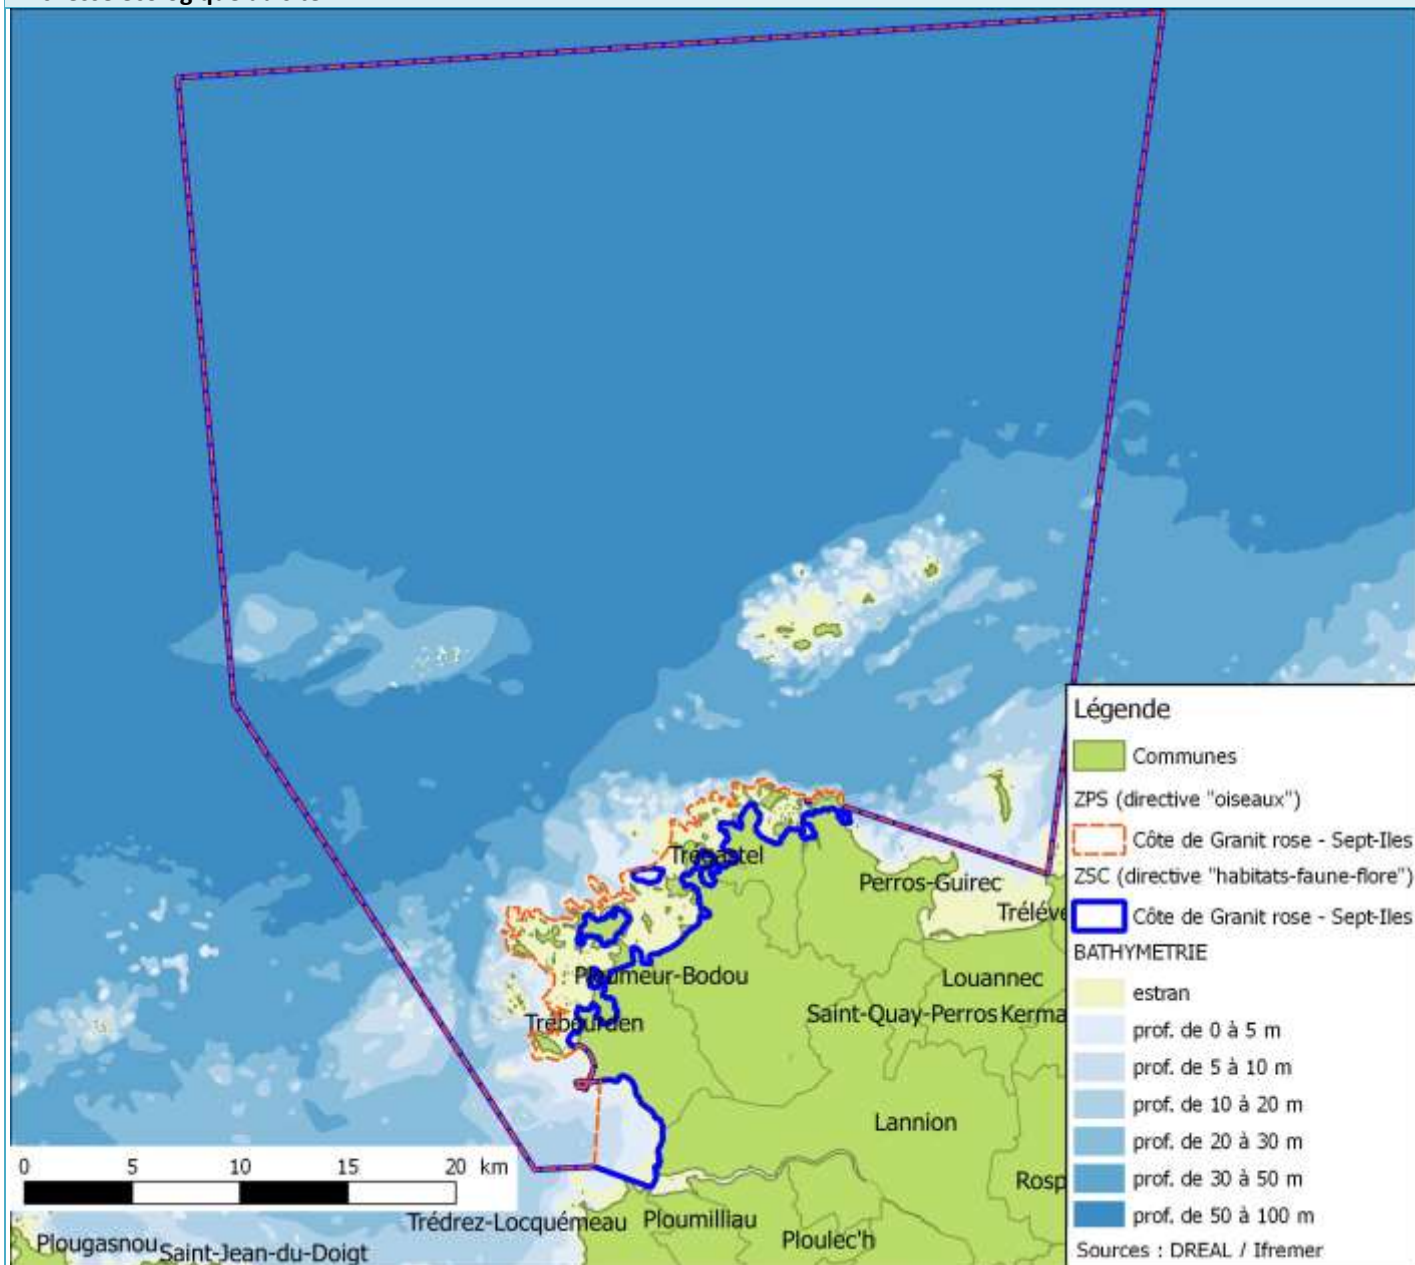 Trégastel
Perros-Guirec
Ploumeur-Bodou
Louannec
Saint-Quay-Perros
Trébeurden
Lannion
Trédrez-Locquémeau
Ploumilliau
Ploulec'h
Plougasnou
Saint-Jean-du-Doigt
0 5 10 15 20 km
Légende
Communes
ZPS (directive "oiseaux")
Côte de Granit rose - Sept-Iles
ZSC (directive "habitats-faune-flore")
Côte de Granit rose - Sept-Iles
BATHYMETRIE
estran
prof. de 0 à 5 m
prof. de 5 à 10 m
prof. de 10 à 20 m
prof. de 20 à 30 m
prof. de 30 à 50 m
prof. de 50 à 100 m
Sources : DREAL / Ifremer